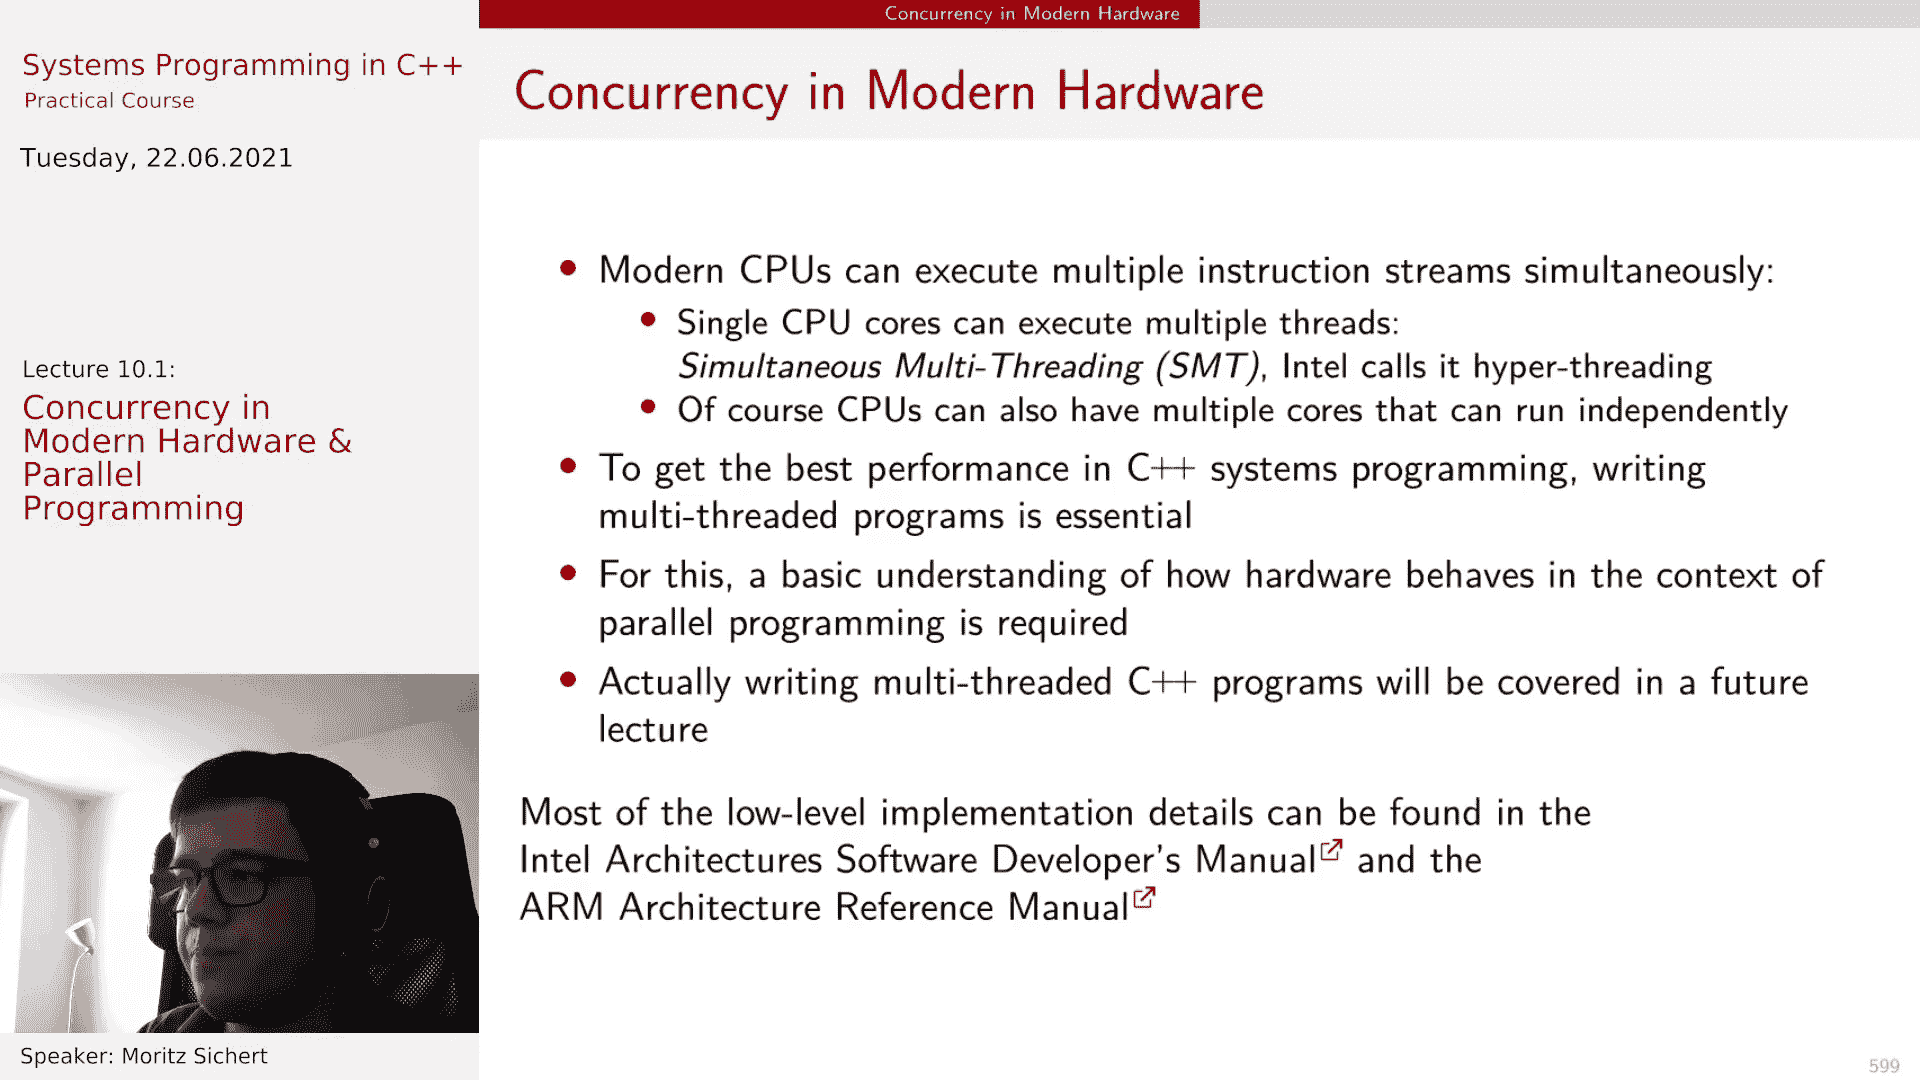 Concurrency in Modern Hardware
Systems Programming in C++
Practical Course
Tuesday, 22.06.2021
Lecture 10.1:
Concurrency in
Modern Hardware &
Parallel
Programming
Speaker: Moritz Sichert
Concurrency in Modern Hardware
• Modern CPUs can execute multiple instruction streams simultaneously:
• Single CPU cores can execute multiple threads:
Simultaneous Multi-Threading (SMT), Intel calls it hyper-threading
• Of course CPUs can also have multiple cores that can run independently
• To get the best performance in C++ systems programming, writing
multi-threaded programs is essential
• For this, a basic understanding of how hardware behaves in the context of
parallel programming is required
• Actually writing multi-threaded C++ programs will be covered in a future
lecture
Most of the low-level implementation details can be found in the
Intel Architectures Software Developer's Manual and the
ARM Architecture Reference Manual
599